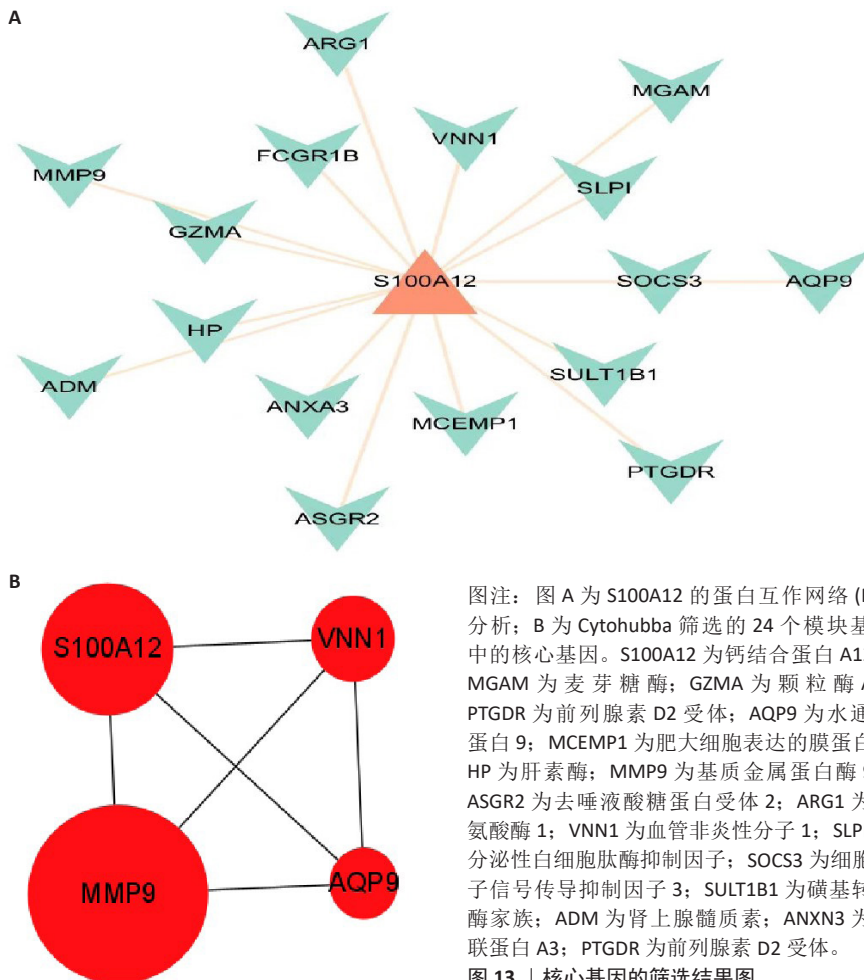 A
ARG1
MGAM
VNN1
FCGR1B
MMP9
SLPI
GZMA
S100A12
SOCS3
AQP9
HP
SULT1B1
ADM
ANXA3
MCEMP1
PTGDR
ASGR2
B
S100A12
VNN1
MMP9
AQP9
图注：图 A 为 S100A12 的蛋白互作网络 (
分析；B 为 Cytohubba 筛选的 24 个模块基
中的核心基因。S100A12 为钙结合蛋白
MGAM 为麦芽糖酶；GZMA 为颗粒酶
PTGDR 为前列腺素 D2 受体；AQP9 为水通
蛋白 9；MCEMP1 为肥大细胞表达的膜蛋白
HP 为肝素酶；MMP9 为基质金属蛋白酶
ASGR2 为去唾液酸糖蛋白受体 2；ARG1 为
氨酸酶 1；VNN1 为血管非炎性分子 1；SLP
分泌性白细胞肽酶抑制因子；SOCS3 为细胞
子信号传导抑制因子 3；SULT1B1 为磺基转
酶家族；ADM 为肾上腺髓质素；ANXN3 为
联蛋白 A3；PTGDR 为前列腺素 D2 受体。
图 13 ｜核心基因的筛选结果图